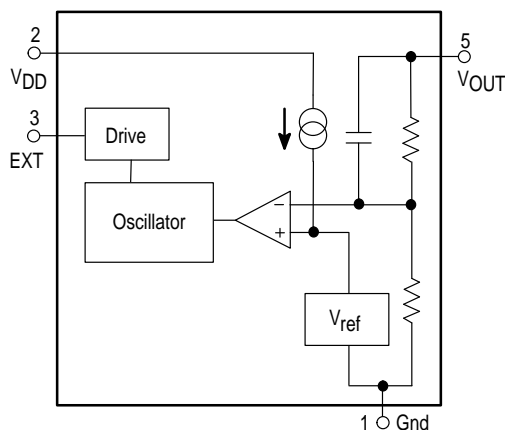 2
VDD
3
EXT
Drive
Oscillator
5
VOUT
−
+
Vref
1 Gnd